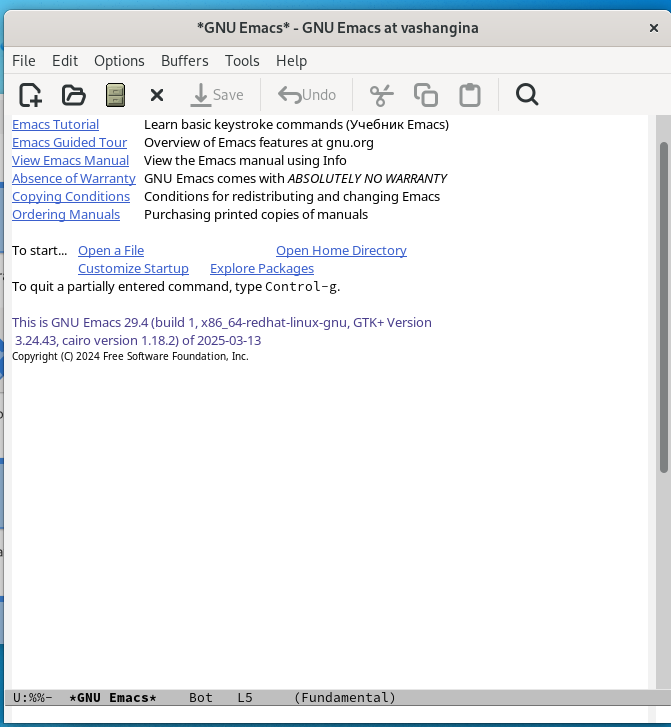 *GNU Emacs* - GNU Emacs at vashangina
File Edit Options Buffers Tools Help
Save Undo
Emacs Tutorial Learn basic keystroke commands (Учебник Emacs)
Emacs Guided Tour Overview of Emacs features at gnu.org
View Emacs Manual View the Emacs manual using Info
Absence of Warranty GNU Emacs comes with ABSOLUTELY NO WARRANTY
Copying Conditions Conditions for redistributing and changing Emacs
Ordering Manuals Purchasing printed copies of manuals
To start... Open a File Open Home Directory
Customize Startup Explore Packages
To quit a partially entered command, type Control-g.
This is GNU Emacs 29.4 (build 1, x86_64-redhat-linux-gnu, GTK+ Version
3.24.43, cairo version 1.18.2) of 2025-03-13
Copyright (C) 2024 Free Software Foundation, Inc.
U:%%- *GNU Emacs* Bot L5 (Fundamental)